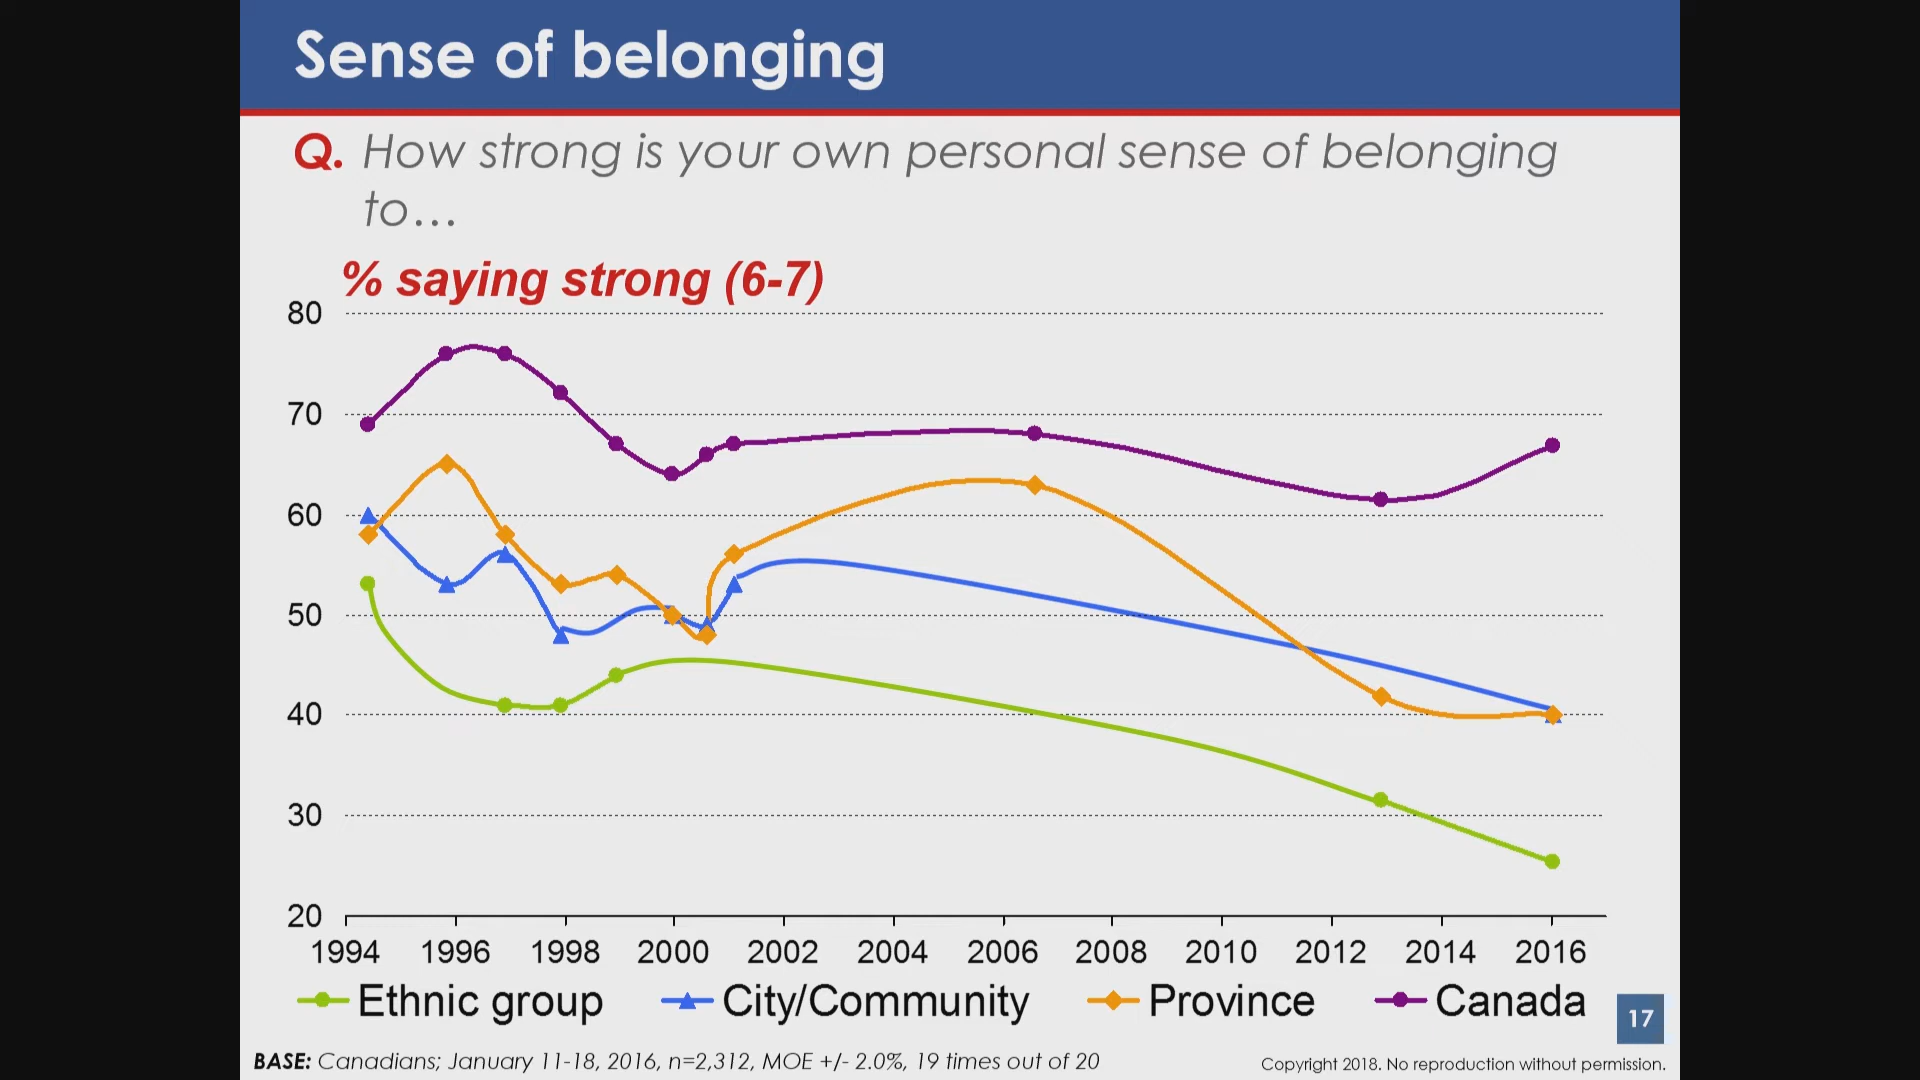 Sense of belonging
Q. How strong is your own personal sense of belonging
to…
% saying strong (6-7)
80
70
60
50
40
30
20
1994 1996 1998 2000 2002 2004 2006 2008 2010 2012 2014 2016
Ethnic group City/Community Province Canada
17
BASE: Canadians; January 11-18, 2016, n=2,312, MOE +/- 2.0%, 19 times out of 20
Copyright 2018. No reproduction without permission.